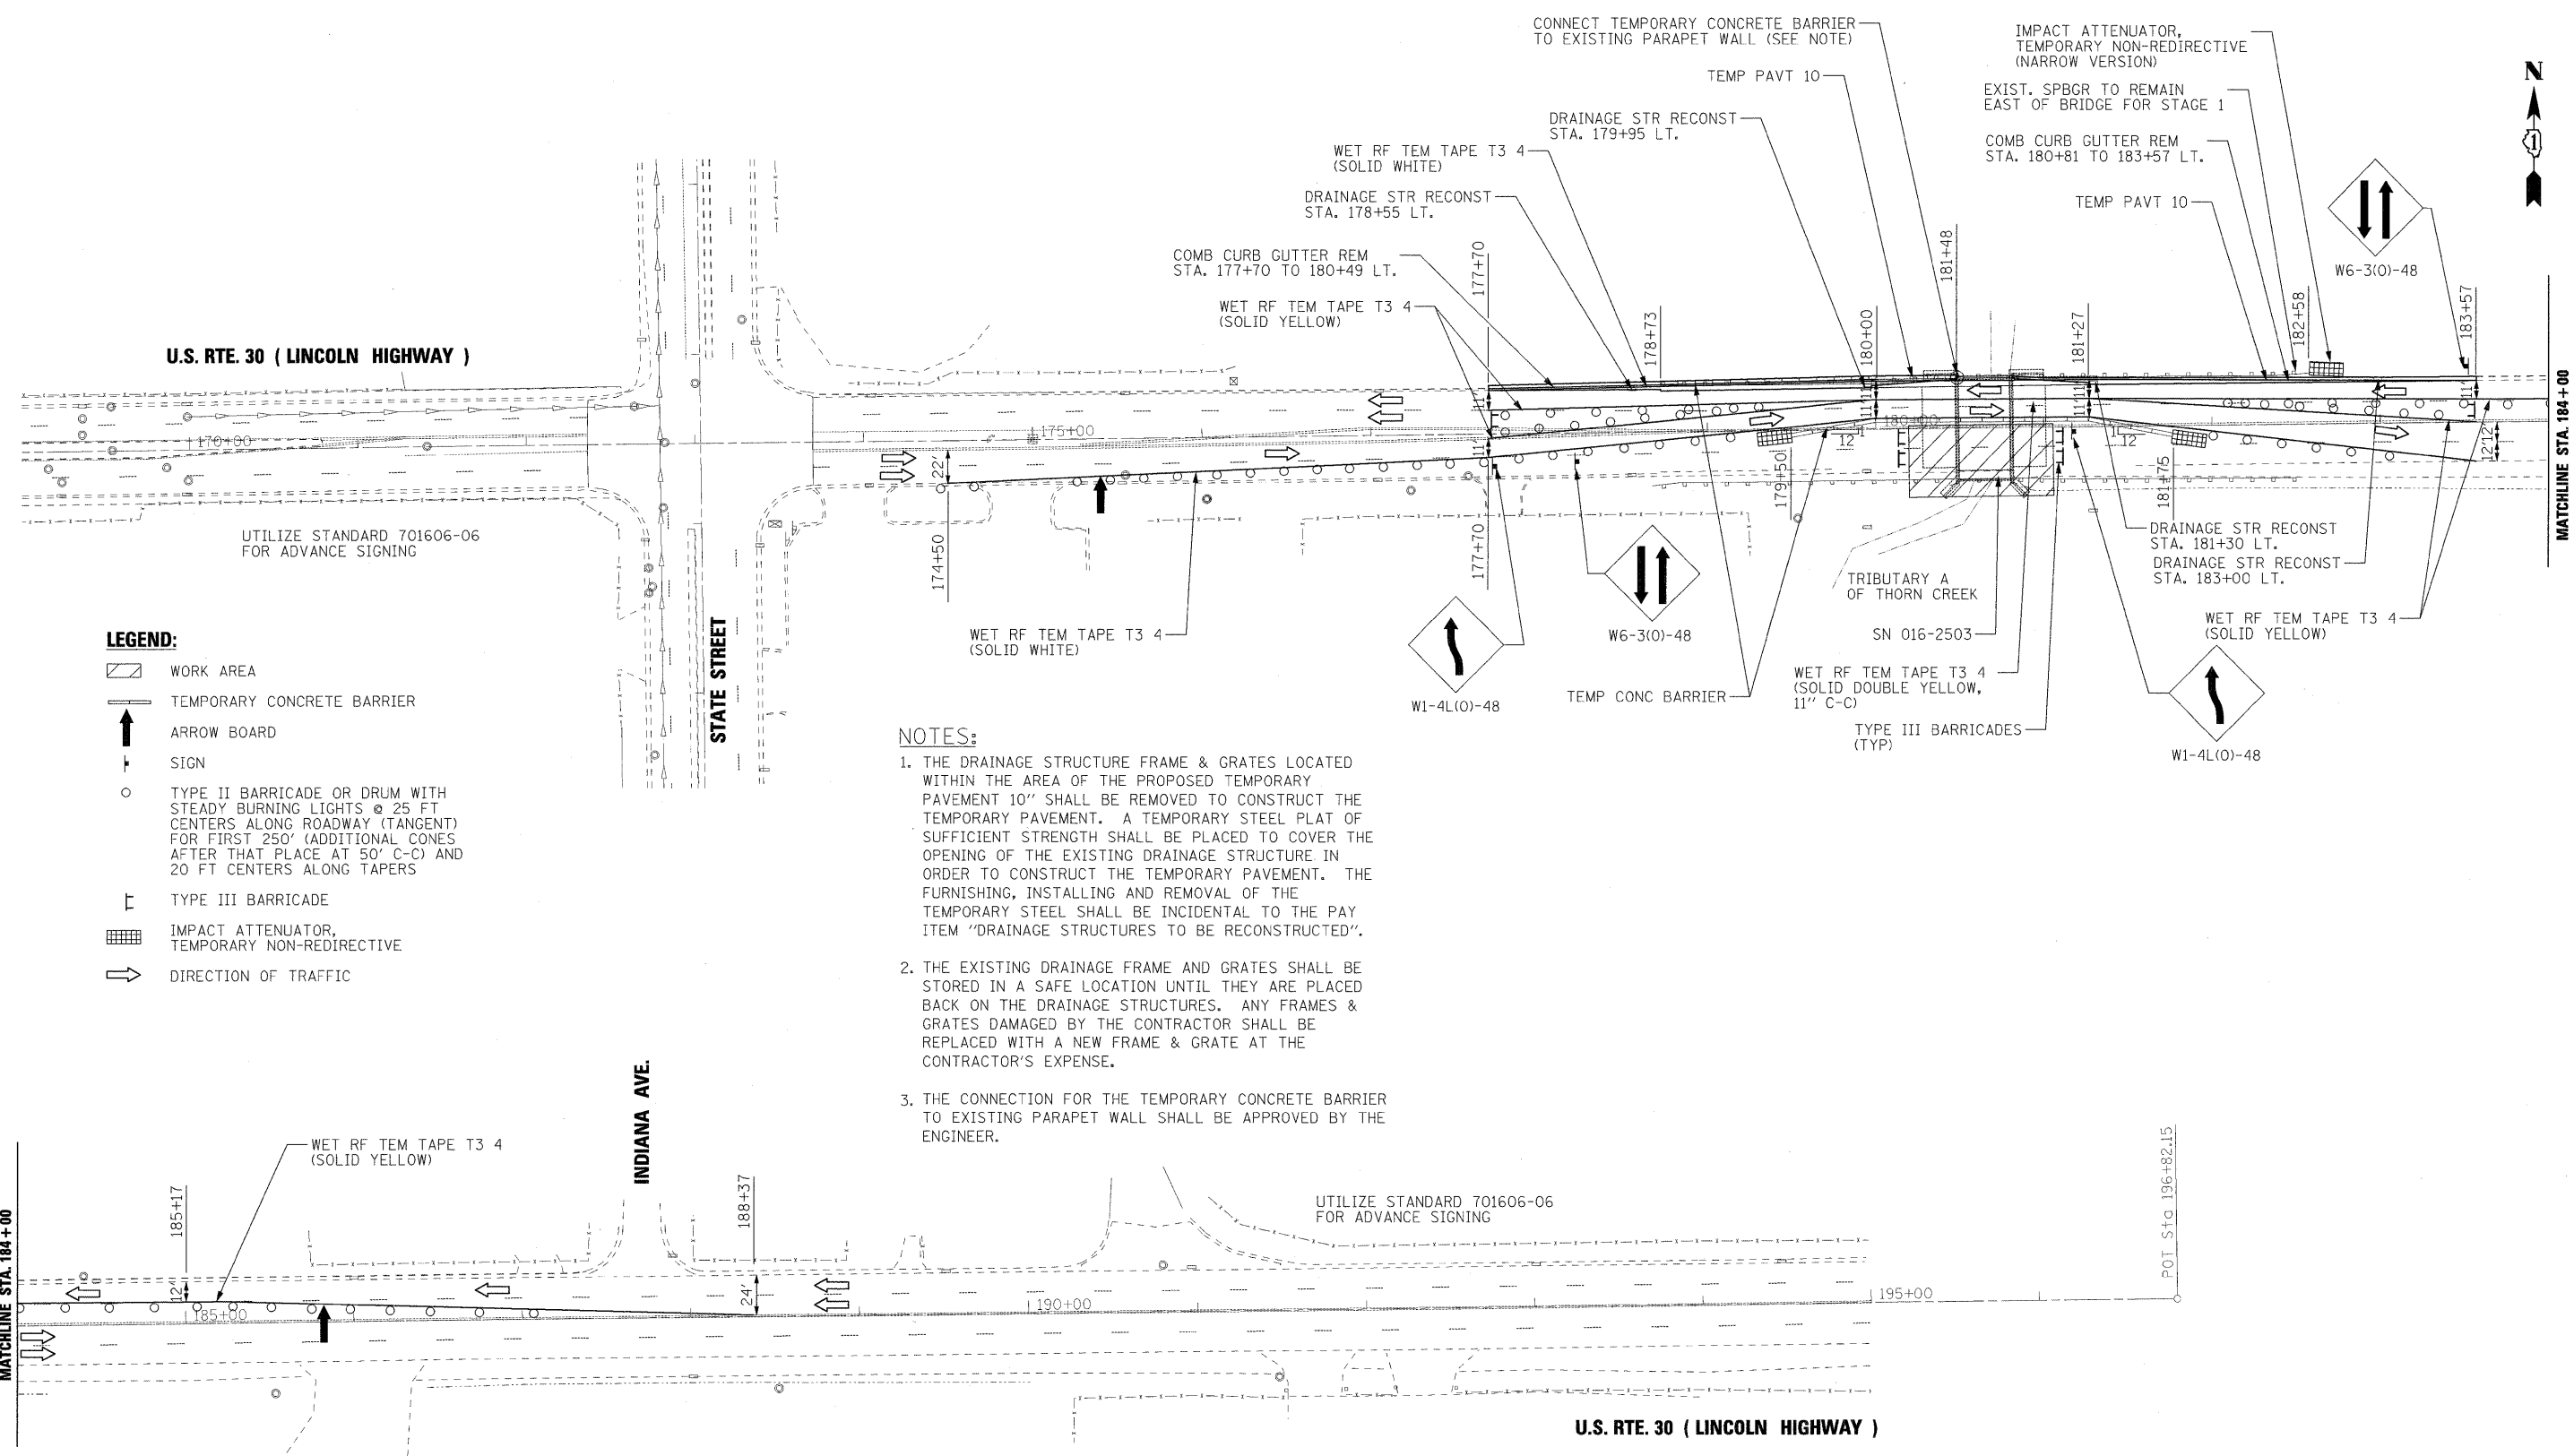 CONNECT TEMPORARY CONCRETE BARRIER
TO EXISTING PARAPET WALL (SEE NOTE)
TEMP PAVT 10
DRAINAGE STR RECONST
STA. 179+95 LT.
WET RF TEM TAPE T3 4
(SOLID WHITE)
DRAINAGE STR RECONST
STA. 178+55 LT.
COMB CURB GUTTER REM
STA. 177+70 TO 180+49 LT.
WET RF TEM TAPE T3 4
(SOLID YELLOW)
IMPACT ATTENUATOR,
TEMPORARY NON-REDIRECTIVE
(NARROW VERSION)
EXIST. SPBGR TO REMAIN
EAST OF BRIDGE FOR STAGE 1
COMB CURB GUTTER REM
STA. 180+81 TO 183+57 LT.
TEMP PAVT 10
N
1
W6-3(O)-48
177+70
178+73
180+00
181+48
181+27
182+58
183+57
U.S. RTE. 30 ( LINCOLN HIGHWAY )
170+00
175+00
180+00
11'
11'
11'
11'
11'
11'
11'
12
12
12'
12'
22'
MATCHLINE STA. 184+00
UTILIZE STANDARD 701606-06
FOR ADVANCE SIGNING
174+50
177+70
179+50
181+75
STATE STREET
WET RF TEM TAPE T3 4
(SOLID WHITE)
W1-4L(O)-48
W6-3(O)-48
TEMP CONC BARRIER
TRIBUTARY A
OF THORN CREEK
SN 016-2503
WET RF TEM TAPE T3 4
(SOLID DOUBLE YELLOW,
11" C-C)
TYPE III BARRICADES
(TYP)
DRAINAGE STR RECONST
STA. 181+30 LT.
DRAINAGE STR RECONST
STA. 183+00 LT.
WET RF TEM TAPE T3 4
(SOLID YELLOW)
W1-4L(O)-48
LEGEND:
WORK AREA
TEMPORARY CONCRETE BARRIER
ARROW BOARD
SIGN
TYPE II BARRICADE OR DRUM WITH
STEADY BURNING LIGHTS @ 25 FT
CENTERS ALONG ROADWAY (TANGENT)
FOR FIRST 250' (ADDITIONAL CONES
AFTER THAT PLACE AT 50' C-C) AND
20 FT CENTERS ALONG TAPERS
TYPE III BARRICADE
IMPACT ATTENUATOR,
TEMPORARY NON-REDIRECTIVE
DIRECTION OF TRAFFIC
NOTES:
1. THE DRAINAGE STRUCTURE FRAME & GRATES LOCATED
WITHIN THE AREA OF THE PROPOSED TEMPORARY
PAVEMENT 10" SHALL BE REMOVED TO CONSTRUCT THE
TEMPORARY PAVEMENT. A TEMPORARY STEEL PLAT OF
SUFFICIENT STRENGTH SHALL BE PLACED TO COVER THE
OPENING OF THE EXISTING DRAINAGE STRUCTURE IN
ORDER TO CONSTRUCT THE TEMPORARY PAVEMENT. THE
FURNISHING, INSTALLING AND REMOVAL OF THE
TEMPORARY STEEL SHALL BE INCIDENTAL TO THE PAY
ITEM "DRAINAGE STRUCTURES TO BE RECONSTRUCTED".
2. THE EXISTING DRAINAGE FRAME AND GRATES SHALL BE
STORED IN A SAFE LOCATION UNTIL THEY ARE PLACED
BACK ON THE DRAINAGE STRUCTURES. ANY FRAMES &
GRATES DAMAGED BY THE CONTRACTOR SHALL BE
REPLACED WITH A NEW FRAME & GRATE AT THE
CONTRACTOR'S EXPENSE.
3. THE CONNECTION FOR THE TEMPORARY CONCRETE BARRIER
TO EXISTING PARAPET WALL SHALL BE APPROVED BY THE
ENGINEER.
MATCHLINE STA. 184+00
WET RF TEM TAPE T3 4
(SOLID YELLOW)
INDIANA AVE.
185+17
188+37
12'
24'
185+00
190+00
195+00
UTILIZE STANDARD 701606-06
FOR ADVANCE SIGNING
POT Sta 196+82.15
U.S. RTE. 30 ( LINCOLN HIGHWAY )